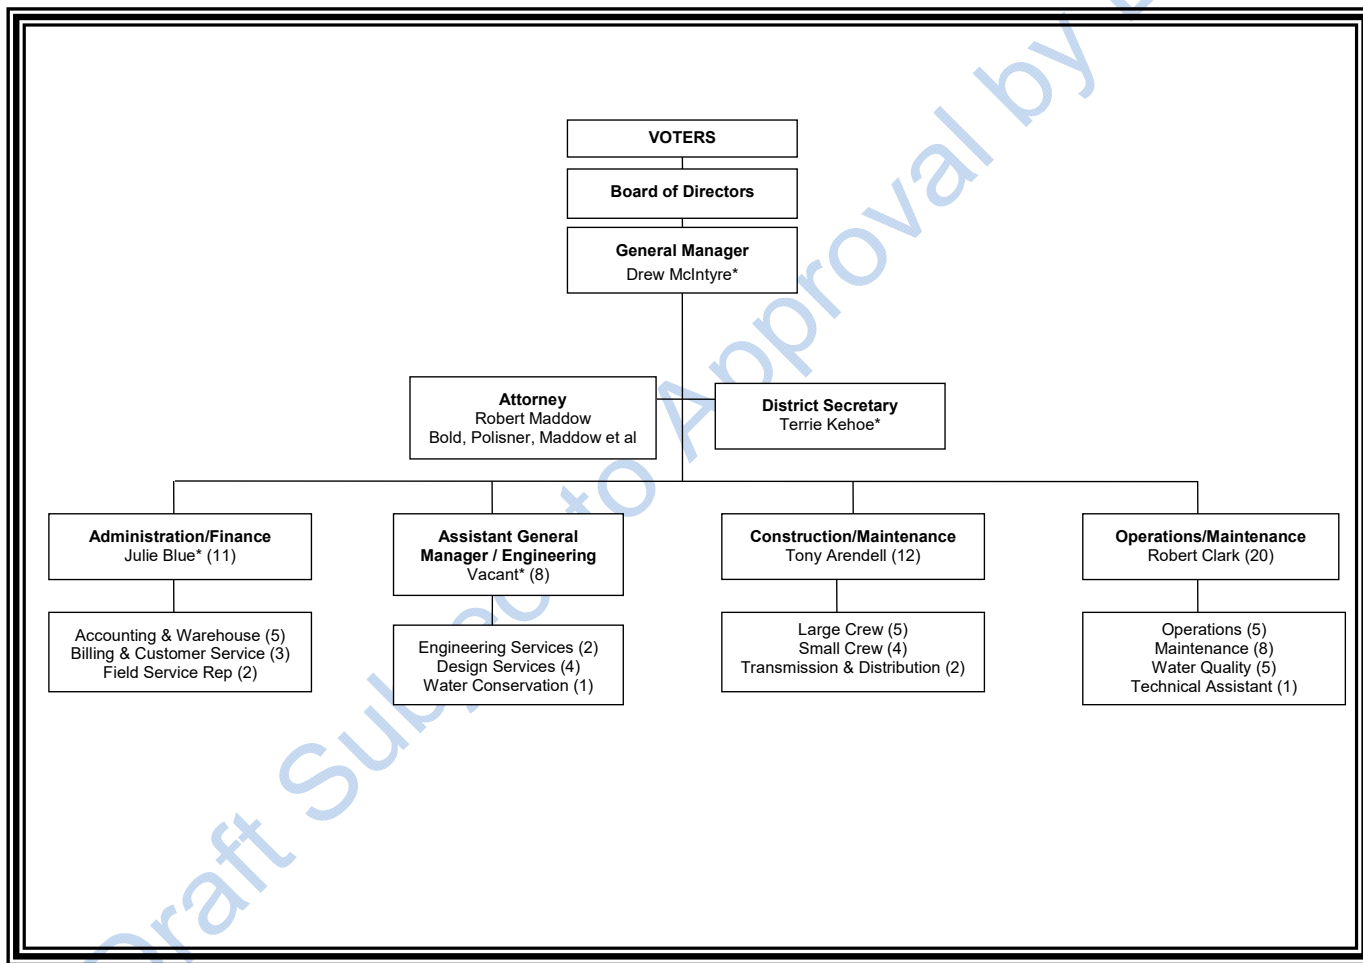 VOTERS
Board of Directors
General Manager
Drew McIntyre*
Attorney
Robert Maddow
Bold, Polisner, Maddow et al
District Secretary
Terrie Kehoe*
Administration/Finance
Julie Blue* (11)
Assistant General
Manager / Engineering
Vacant* (8)
Construction/Maintenance
Tony Arendell (12)
Operations/Maintenance
Robert Clark (20)
Accounting & Warehouse (5)
Billing & Customer Service (3)
Field Service Rep (2)
Engineering Services (2)
Design Services (4)
Water Conservation (1)
Large Crew (5)
Small Crew (4)
Transmission & Distribution (2)
Operations (5)
Maintenance (8)
Water Quality (5)
Technical Assistant (1)
Draft Subject to Approval by